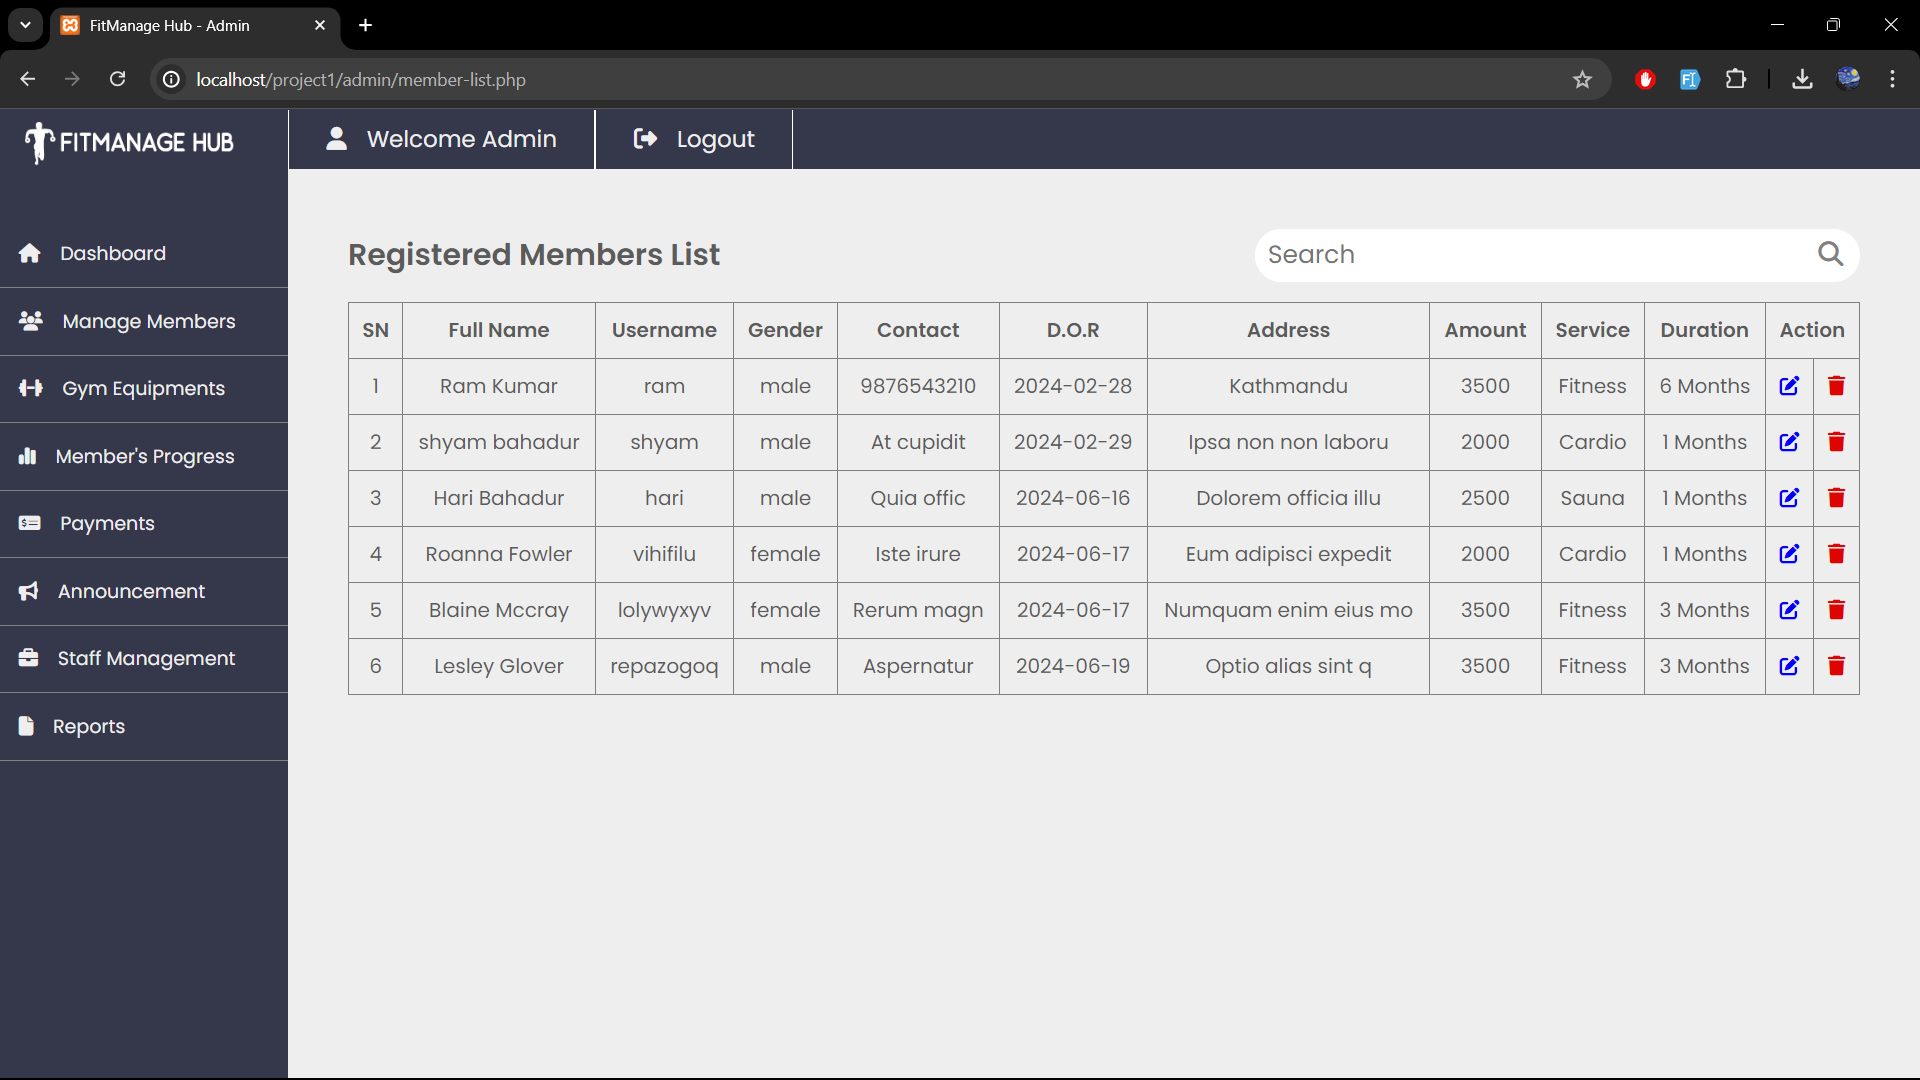 FitManage Hub - Admin
localhost/project1/admin/member-list.php
FITMANAGE HUB
Welcome Admin
Logout
Dashboard
Manage Members
Gym Equipments
Member's Progress
Payments
Announcement
Staff Management
Reports
Registered Members List
Search
SN Full Name Username Gender Contact D.O.R Address Amount Service Duration Action
1 Ram Kumar ram male 9876543210 2024-02-28 Kathmandu 3500 Fitness 6 Months
2 shyam bahadur shyam male At cupidit 2024-02-29 Ipsa non non laboru 2000 Cardio 1 Months
3 Hari Bahadur hari male Quia offic 2024-06-16 Dolorem officia illu 2500 Sauna 1 Months
4 Roanna Fowler vihifilu female Iste irure 2024-06-17 Eum adipisci expedit 2000 Cardio 1 Months
5 Blaine Mccray lolywyxyv female Rerum magn 2024-06-17 Numquam enim eius mo 3500 Fitness 3 Months
6 Lesley Glover repazogoq male Aspernatur 2024-06-19 Optio alias sint q 3500 Fitness 3 Months